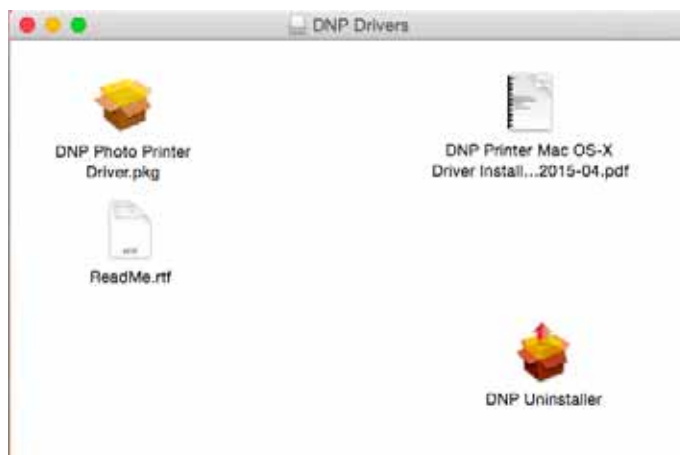 DNP Drivers
DNP Photo Printer
Driver.pkg
DNP Printer Mac OS-X
Driver Install...2015-04.pdf
ReadMe.rtf
DNP Uninstaller